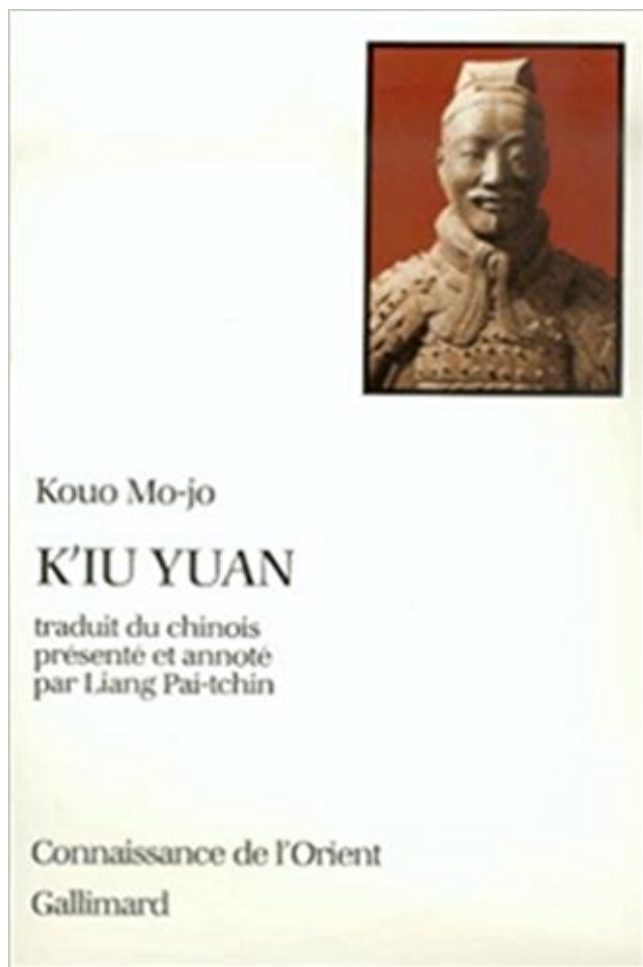 Kouo Mo-jo
K'IU YUAN
traduit du chinois
présenté et annoté
par Liang Pai-tchin
Connaissance de l'Orient
Gallimard